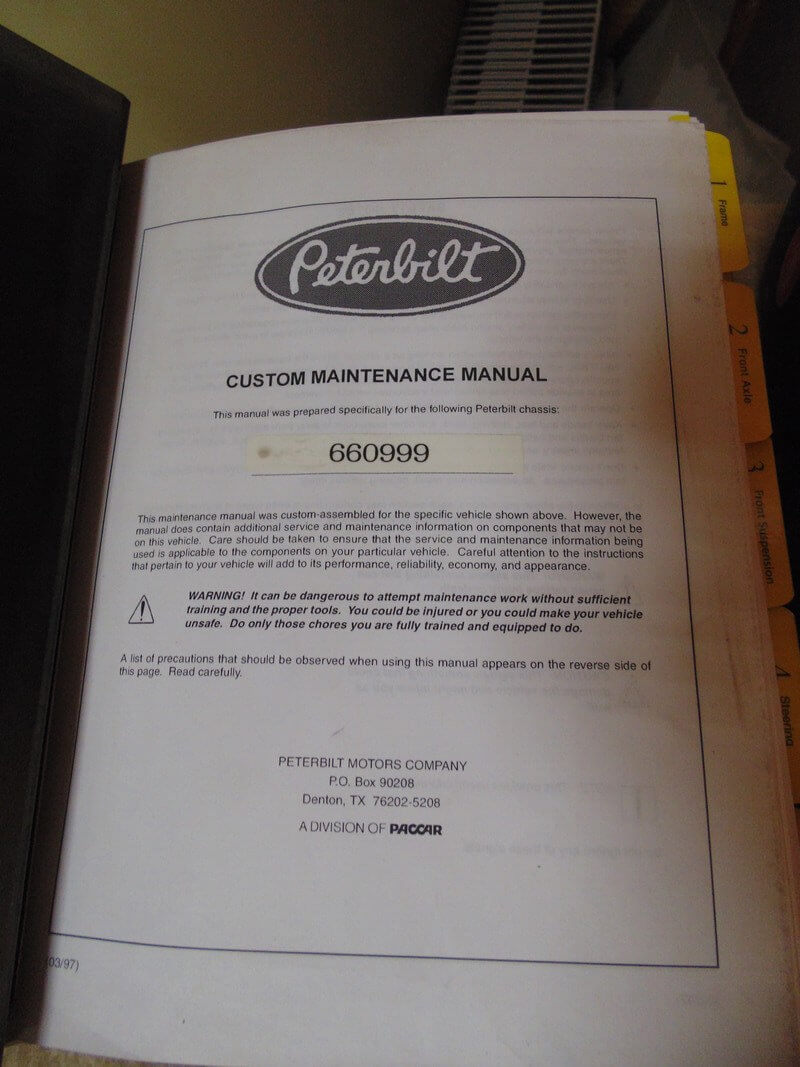 Peterbilt
CUSTOM MAINTENANCE MANUAL
This manual was prepared specifically for the following Peterbilt chassis:
660999
This maintenance manual was custom-assembled for the specific vehicle shown above. However, the
manual does contain additional service and maintenance information on components that may not be
on this vehicle. Care should be taken to ensure that the service and maintenance information being
used is applicable to the components on your particular vehicle. Careful attention to the instructions
that pertain to your vehicle will add to its performance, reliability, economy, and appearance.
WARNING! It can be dangerous to attempt maintenance work without sufficient
training and the proper tools. You could be injured or you could make your vehicle
unsafe. Do only those chores you are fully trained and equipped to do.
A list of precautions that should be observed when using this manual appears on the reverse side of
this page. Read carefully.
PETERBILT MOTORS COMPANY
P.O. Box 90208
Denton, TX 76202-5208
A DIVISION OF PACCAR
(03/97)
1 Frame
2 Front Axle
3 Front Suspension
4 Steering